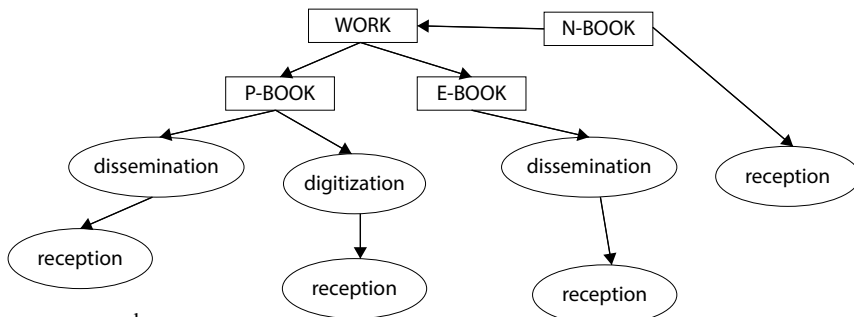 WORK
N-BOOK
P-BOOK
E-BOOK
dissemination
digitization
dissemination
reception
reception
reception
reception